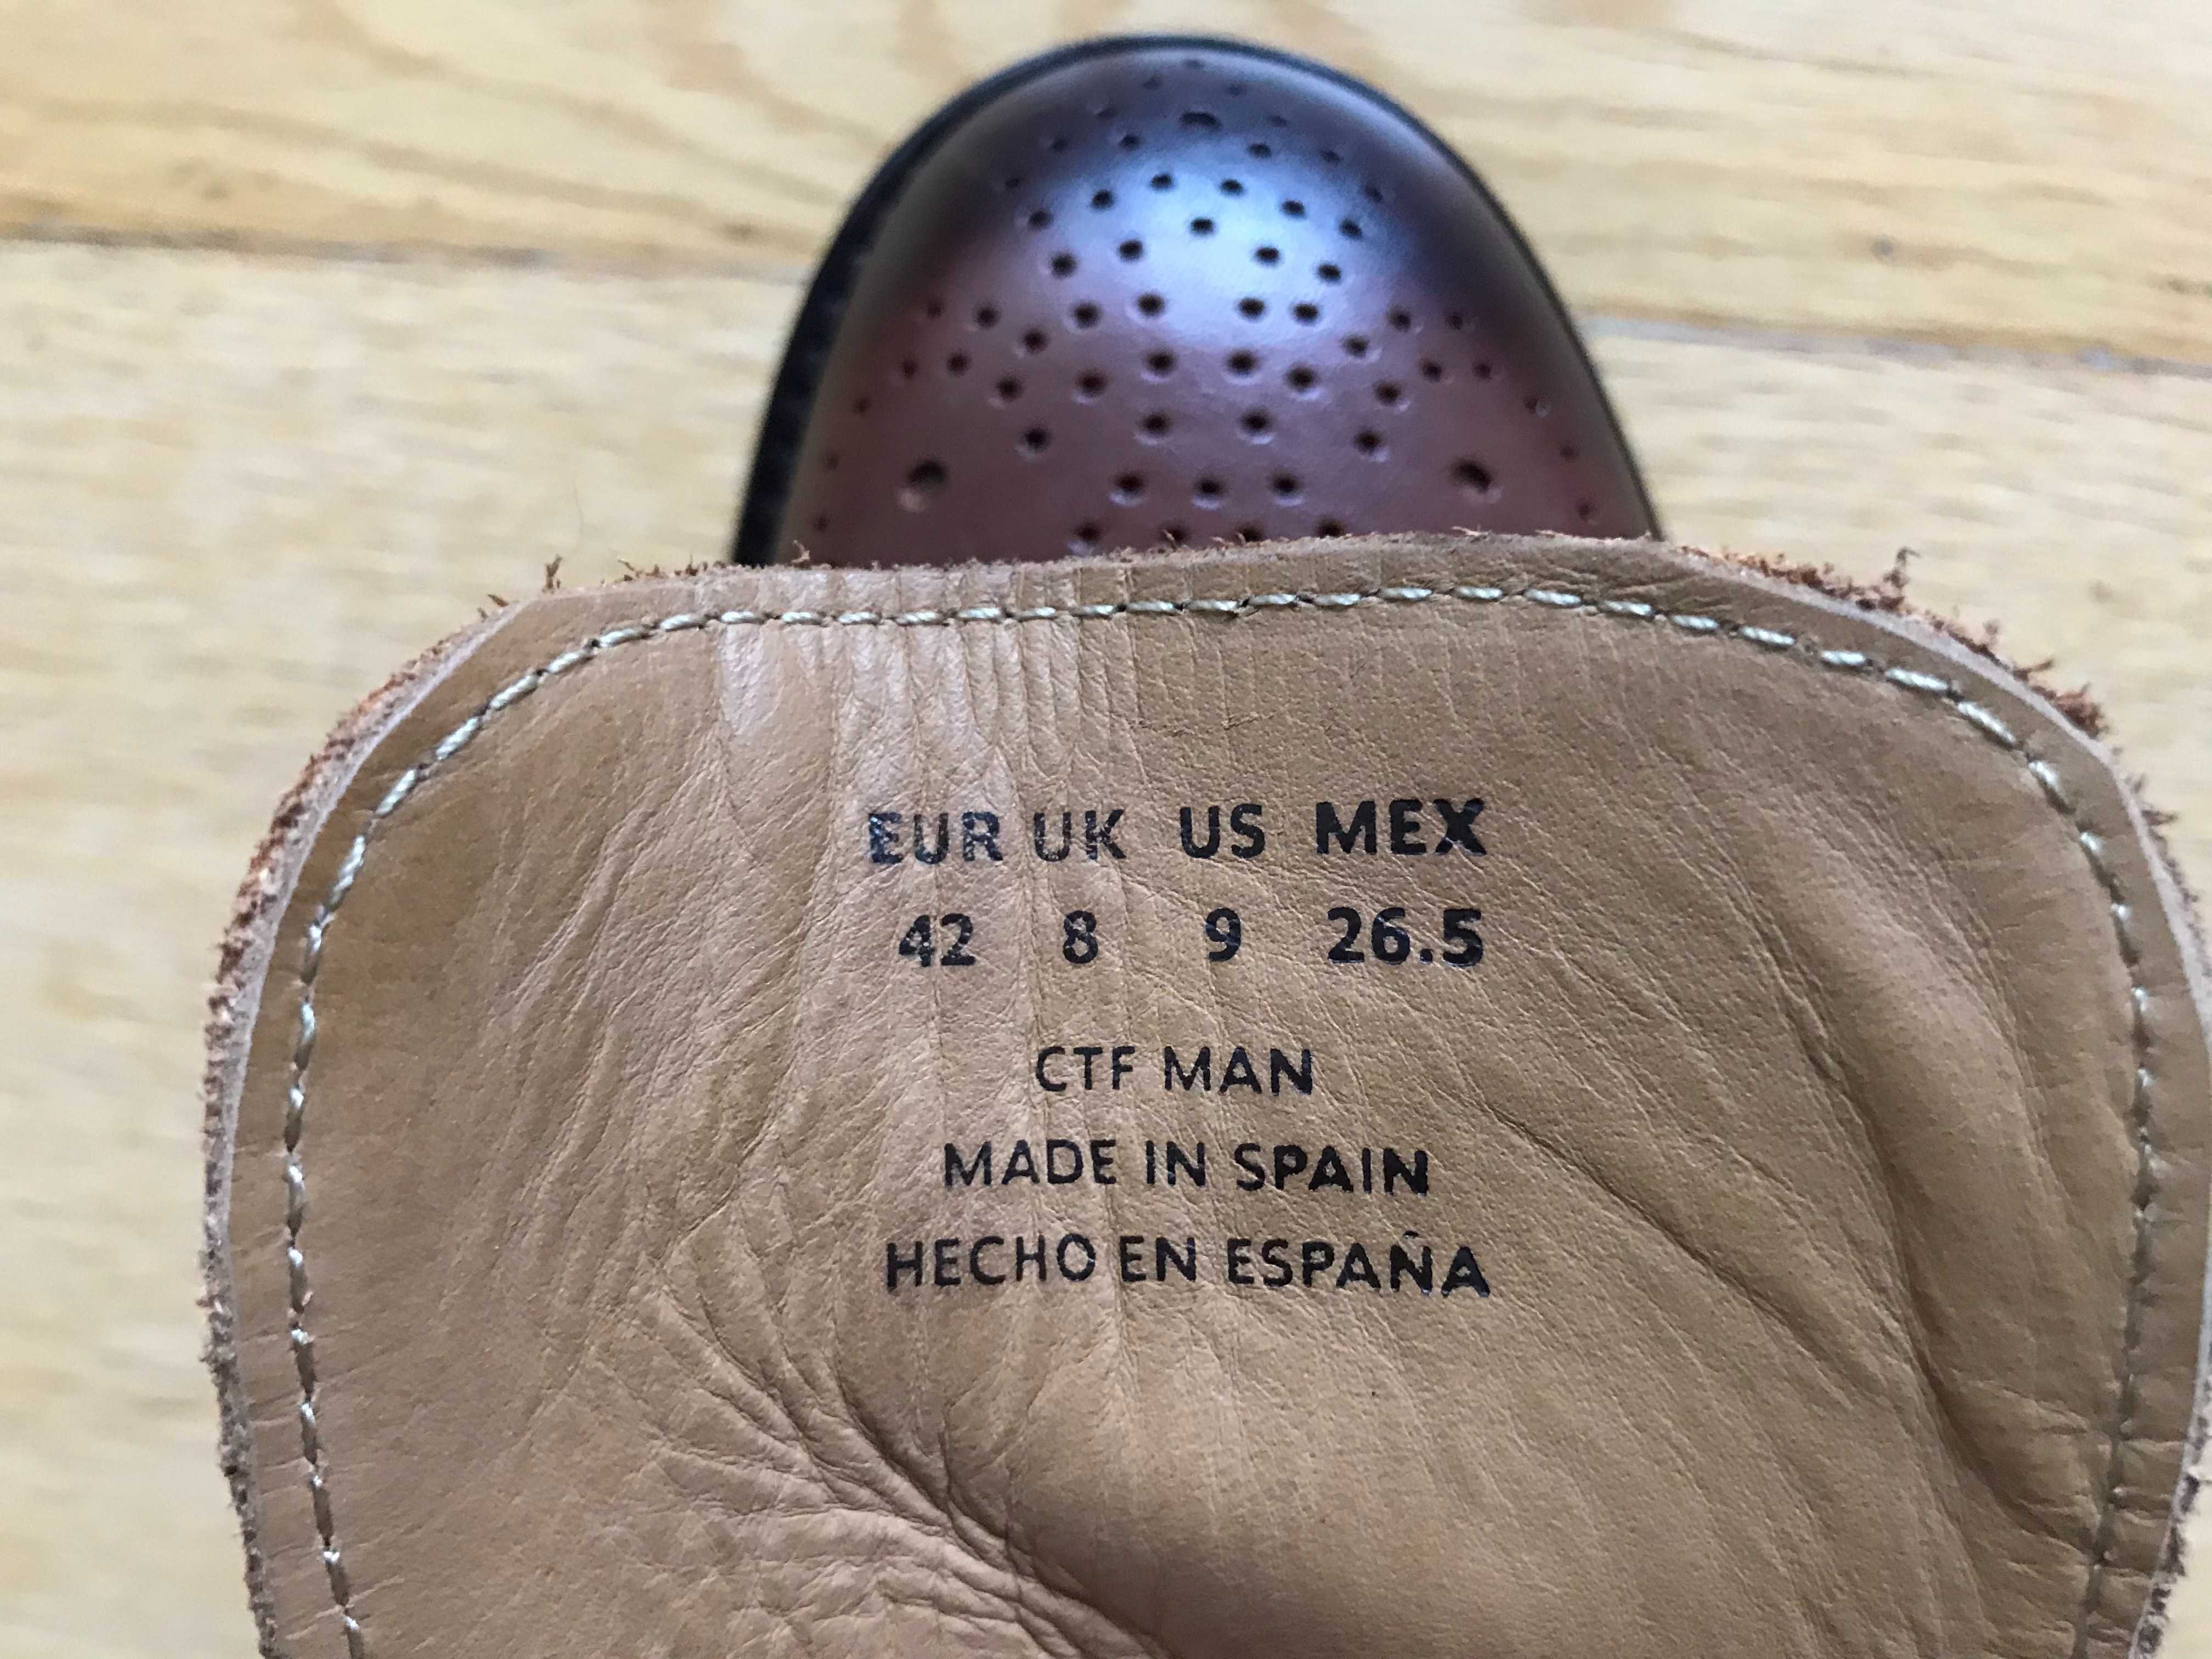 EUR UK US MEX
42 8 9 26.5
CTF MAN
MADE IN SPAIN
HECHO EN ESPAÑA